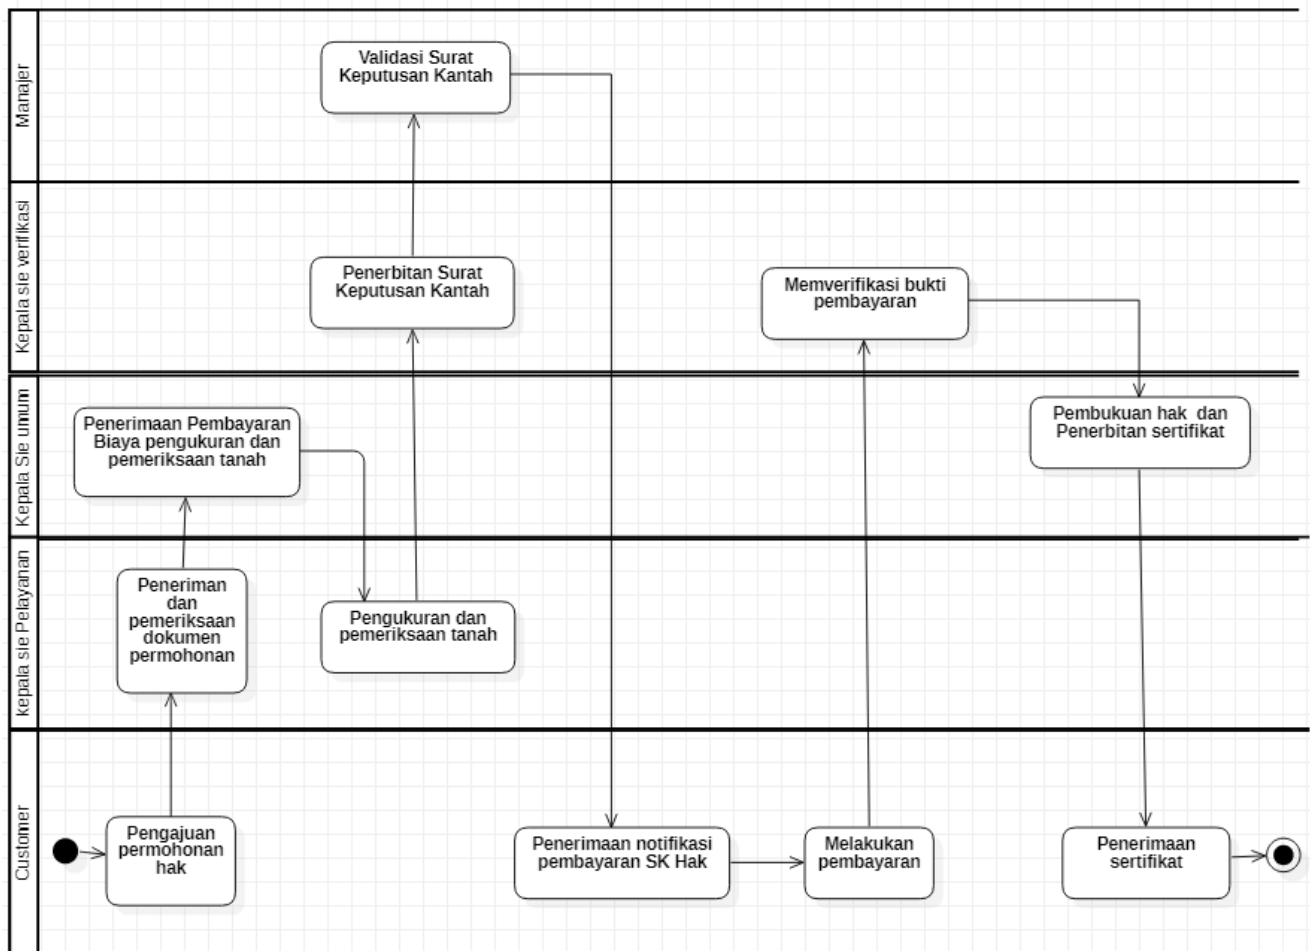 Manajer
Validasi Surat
Keputusan Kantah
Kepala sie verifikasi
Penerbitan Surat
Keputusan Kantah
Memverifikasi bukti
pembayaran
Kepala Sie umum
Penerimaan Pembayaran
Biaya pengukuran dan
pemeriksaan tanah
Pembukuan hak  dan
Penerbitan sertifikat
kepala sie Pelayanan
Peneriman
dan
pemeriksaan
dokumen
permohonan
Pengukuran dan
pemeriksaan tanah
Customer
Pengajuan
permohonan
hak
Penerimaan notifikasi
pembayaran SK Hak
Melakukan
pembayaran
Penerimaan
sertifikat